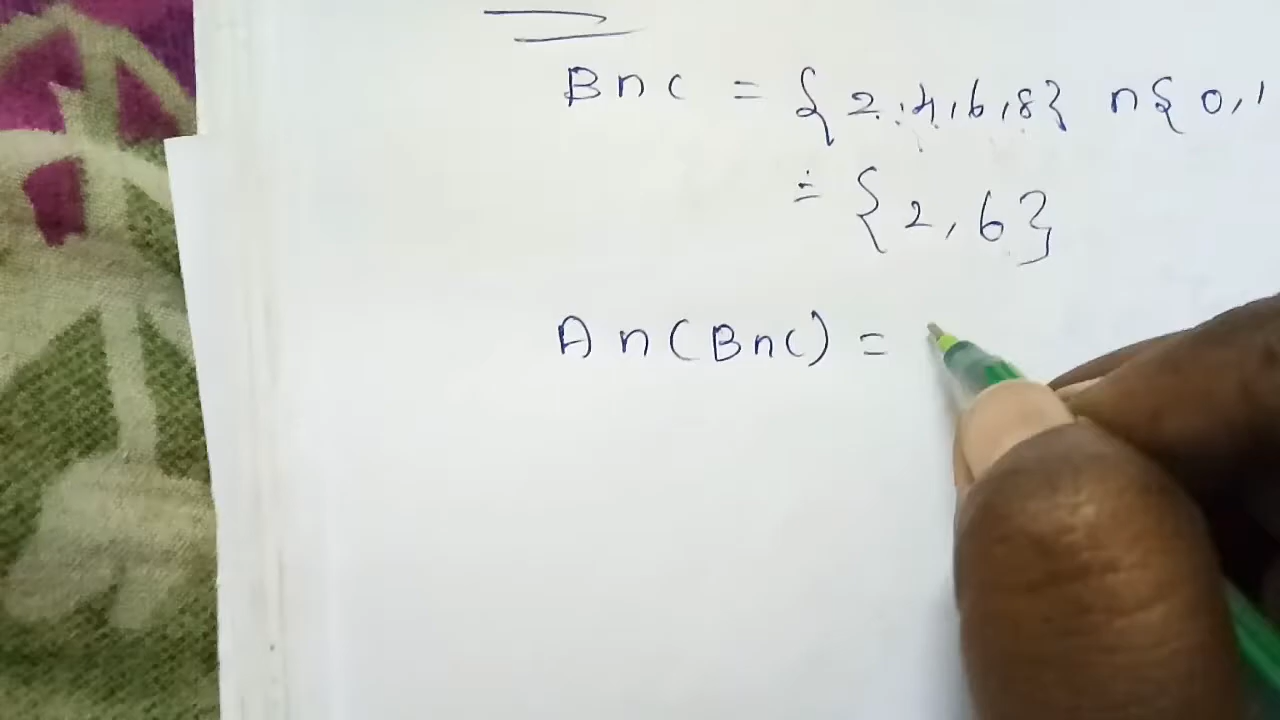 B n C = {2, 4, 6, 8} n {0, 1
= {2, 6}
A n (B n C) =